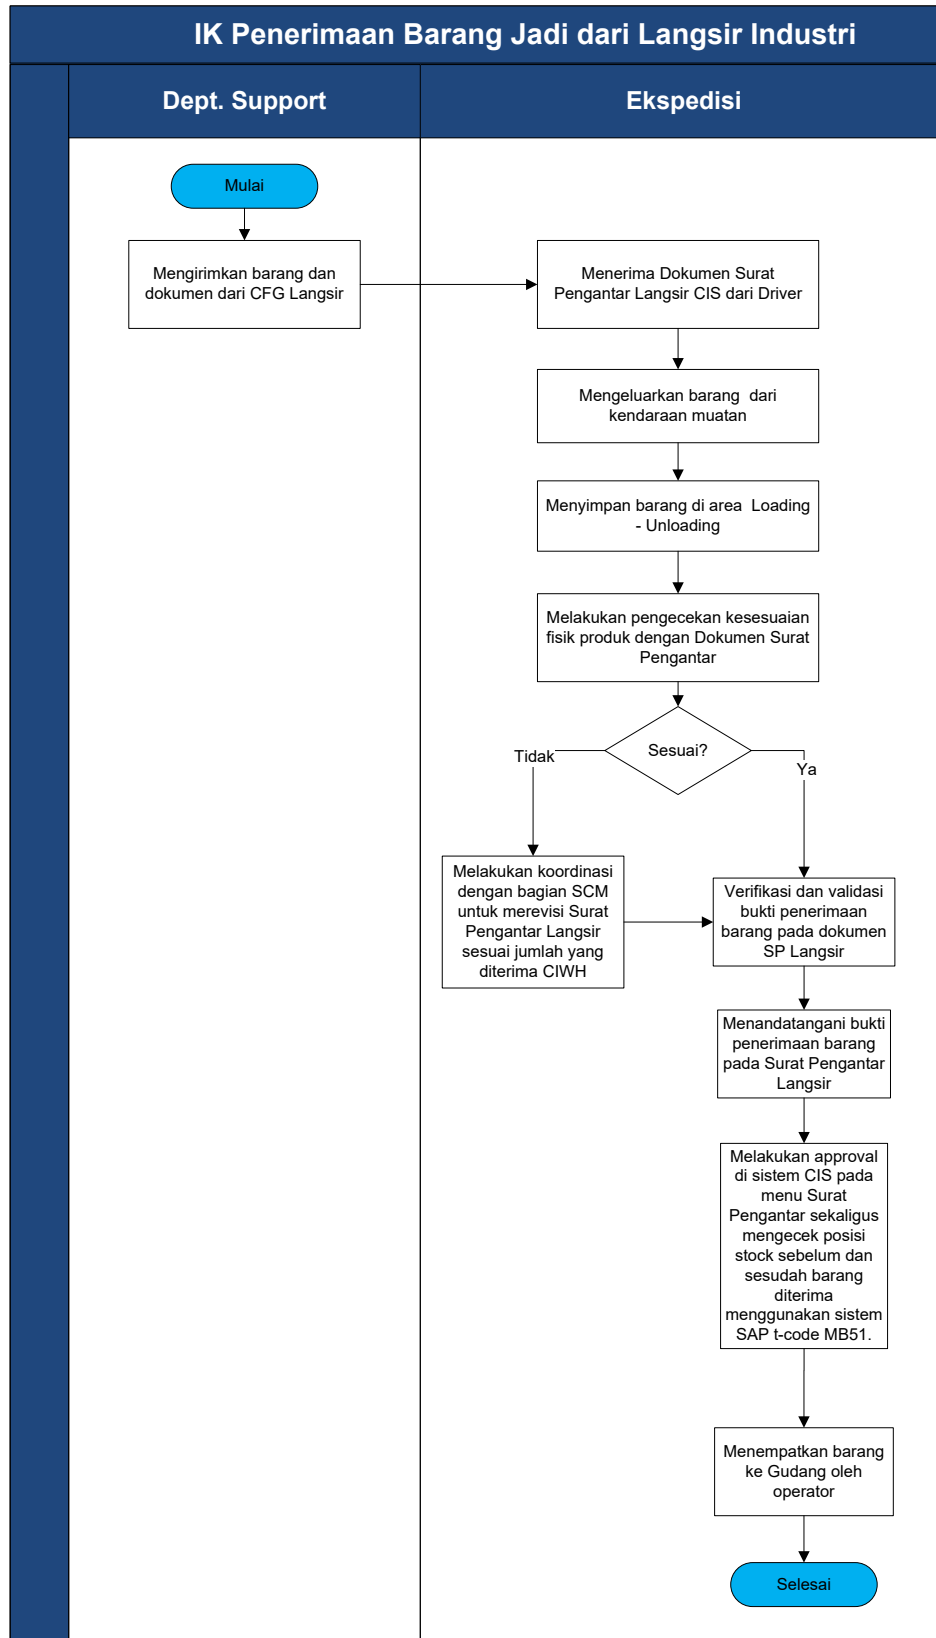 IK Penerimaan Barang Jadi dari Langsir Industri
Dept. Support
Ekspedisi
Mulai
Mengirimkan barang dan
dokumen dari CFG Langsir
Menerima Dokumen Surat
Pengantar Langsir CIS dari Driver
Mengeluarkan barang dari
kendaraan muatan
Menyimpan barang di area Loading
- Unloading
Melakukan pengecekan kesesuaian
fisik produk dengan Dokumen Surat
Pengantar
Sesuai?
Tidak
Ya
Melakukan koordinasi
dengan bagian SCM
untuk merevisi Surat
Pengantar Langsir
sesuai jumlah yang
diterima CIWH
Verifikasi dan validasi
bukti penerimaan
barang pada dokumen
SP Langsir
Menandatangani bukti
penerimaan barang
pada Surat Pengantar
Langsir
Melakukan approval
di sistem CIS pada
menu Surat
Pengantar sekaligus
mengecek posisi
stock sebelum dan
sesudah barang
diterima
menggunakan sistem
SAP t-code MB51.
Menempatkan barang
ke Gudang oleh
operator
Selesai